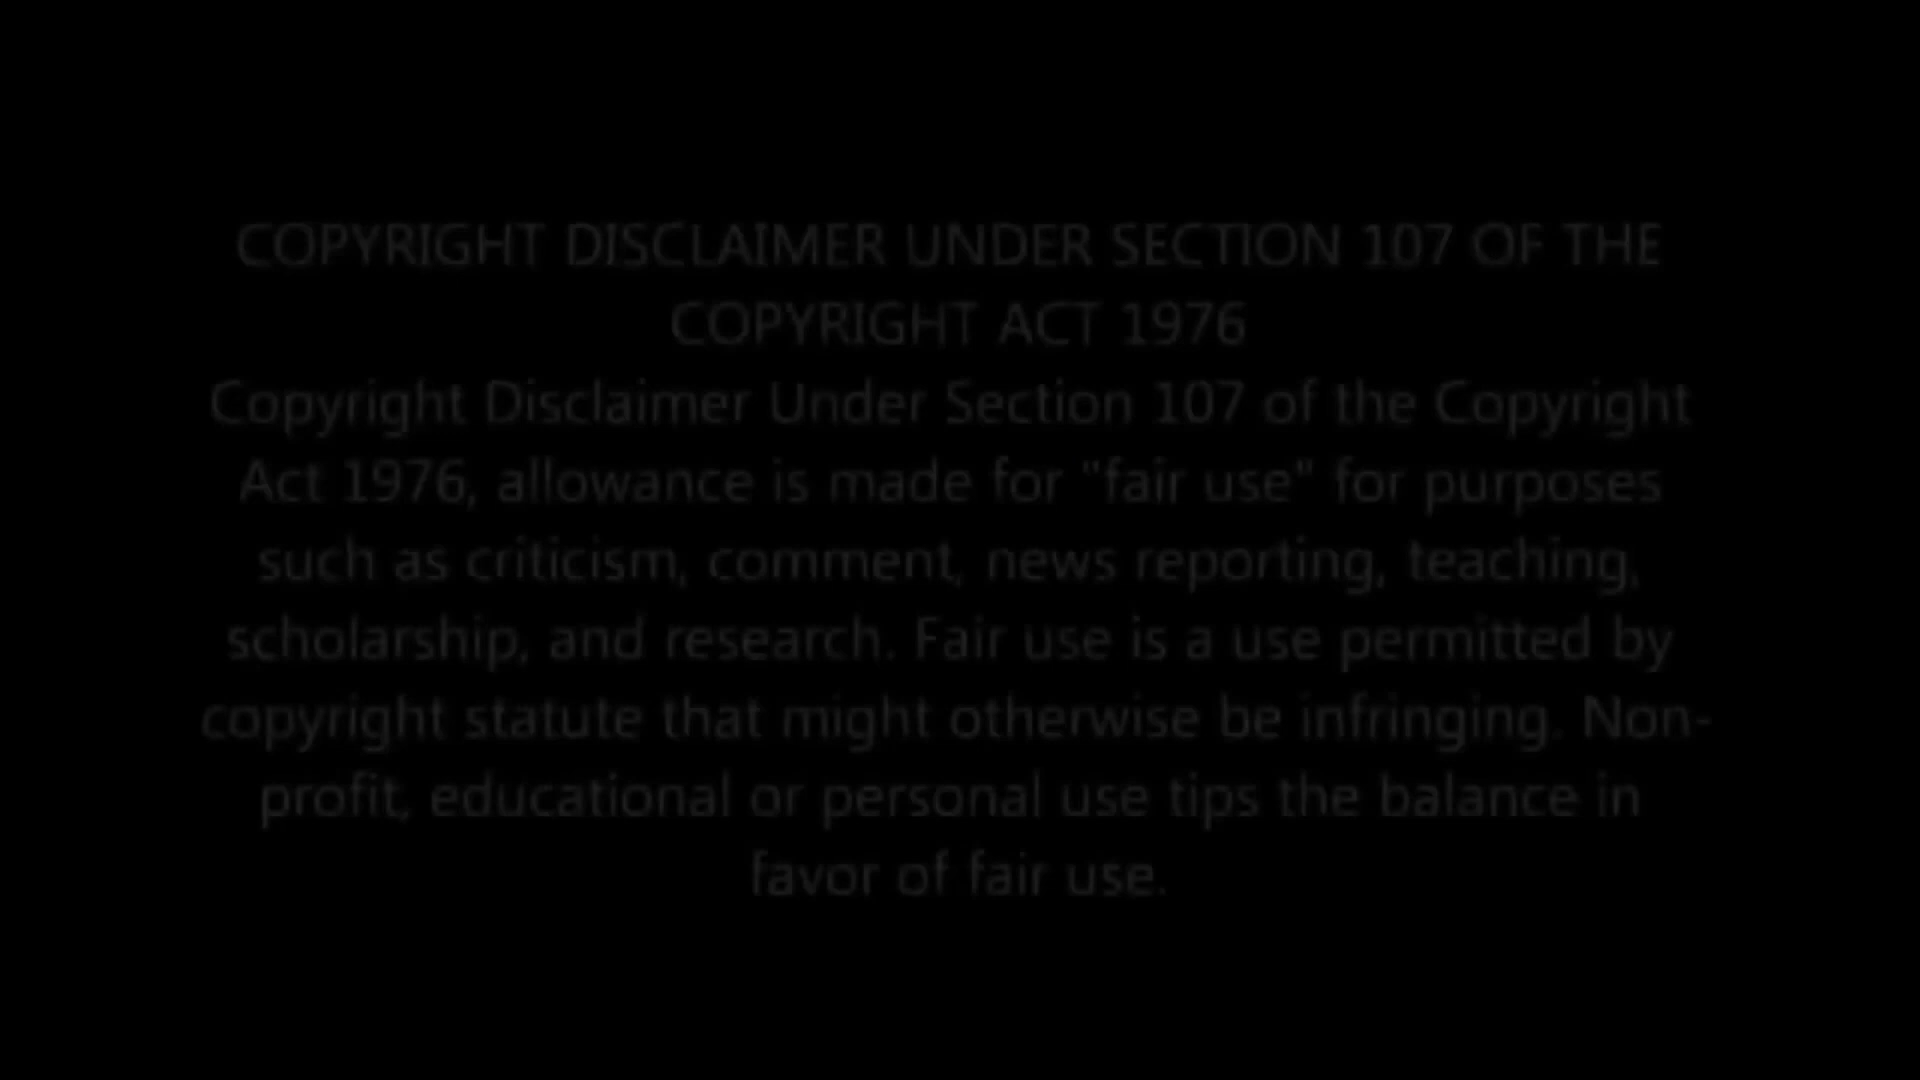 COPYRIGHT DISCLAIMER UNDER SECTION 107 OF THE
COPYRIGHT ACT 1976
Copyright Disclaimer Under Section 107 of the Copyright
Act 1976, allowance is made for "fair use" for purposes
such as criticism, comment, news reporting, teaching,
scholarship, and research. Fair use is a use permitted by
copyright statute that might otherwise be infringing. Non-
profit, educational or personal use tips the balance in
favor of fair use.